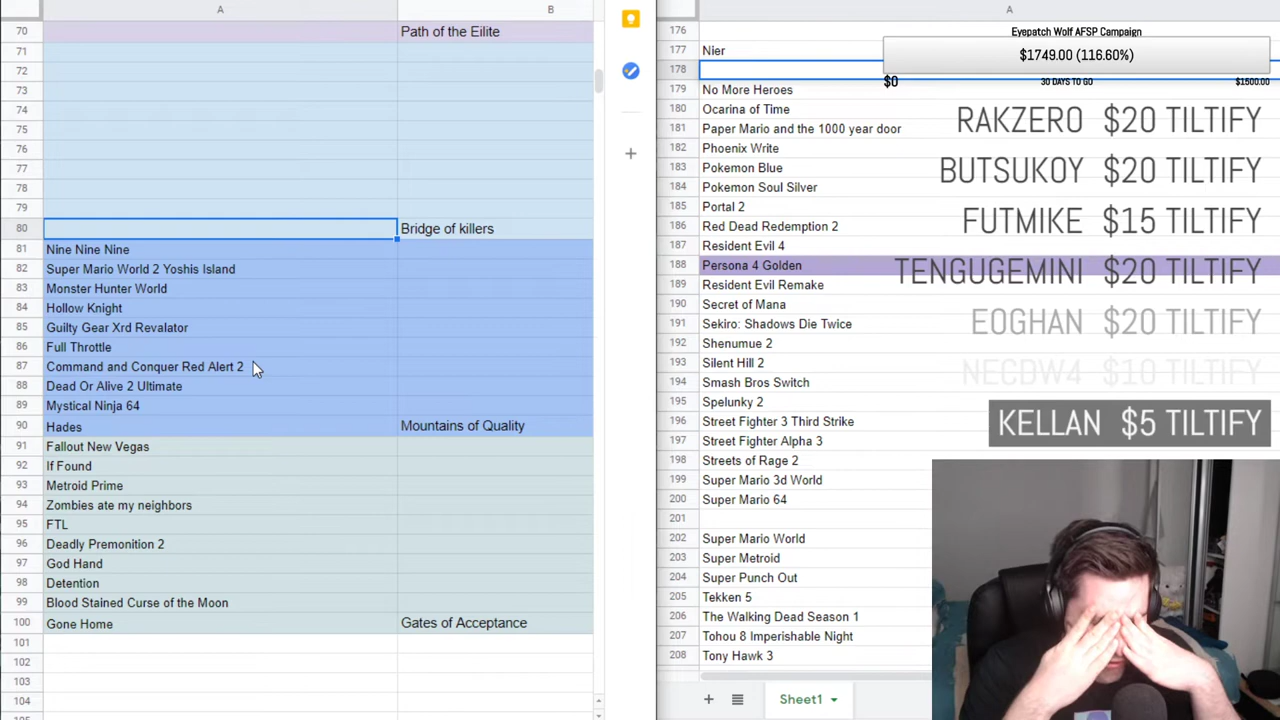 A
B
70 Path of the Eilite
71
72
73
74
75
76
77
78
79
80 Bridge of killers
81 Nine Nine Nine
82 Super Mario World 2 Yoshis Island
83 Monster Hunter World
84 Hollow Knight
85 Guilty Gear Xrd Revalator
86 Full Throttle
87 Command and Conquer Red Alert 2
88 Dead Or Alive 2 Ultimate
89 Mystical Ninja 64
90 Hades Mountains of Quality
91 Fallout New Vegas
92 If Found
93 Metroid Prime
94 Zombies ate my neighbors
95 FTL
96 Deadly Premonition 2
97 God Hand
98 Detention
99 Blood Stained Curse of the Moon
100 Gone Home Gates of Acceptance
101
102
103
104
A
176
177 Nier
178
179 No More Heroes
180 Ocarina of Time
181 Paper Mario and the 1000 year door
182 Phoenix Write
183 Pokemon Blue
184 Pokemon Soul Silver
185 Portal 2
186 Red Dead Redemption 2
187 Resident Evil 4
188 Persona 4 Golden
189 Resident Evil Remake
190 Secret of Mana
191 Sekiro: Shadows Die Twice
192 Shenumue 2
193 Silent Hill 2
194 Smash Bros Switch
195 Spelunky 2
196 Street Fighter 3 Third Strike
197 Street Fighter Alpha 3
198 Streets of Rage 2
199 Super Mario 3d World
200 Super Mario 64
201
202 Super Mario World
203 Super Metroid
204 Super Punch Out
205 Tekken 5
206 The Walking Dead Season 1
207 Tohou 8 Imperishable Night
208 Tony Hawk 3
Sheet1
Eyepatch Wolf AFSP Campaign
$1749.00 (116.60%)
$0 30 DAYS TO GO $1500.00
RAKZERO $20 TILTIFY
BUTSUKOY $20 TILTIFY
FUTMIKE $15 TILTIFY
TENGUGEMINI $20 TILTIFY
EOGHAN $20 TILTIFY
NECDW4 $10 TILTIFY
KELLAN $5 TILTIFY